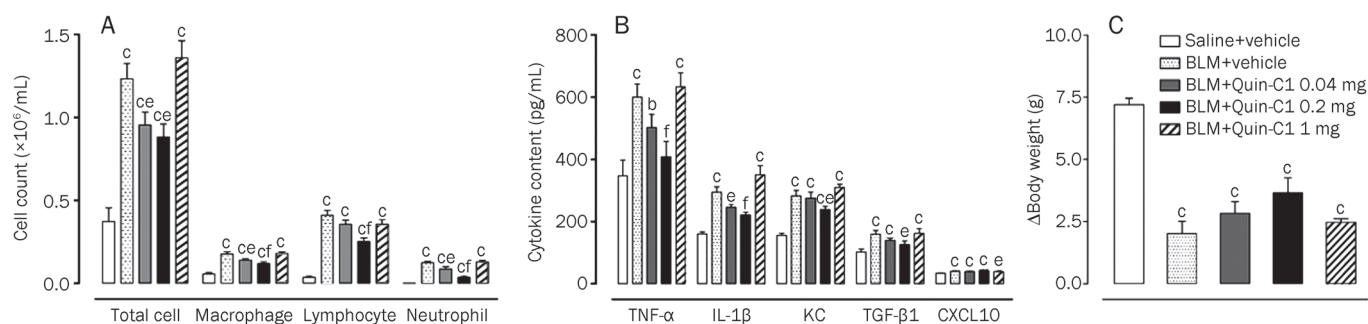 A
Cell count (×10⁶/mL)
1.5
1.0
0.5
0.0
c
ce
ce
c
c
ce
cf
c
c
c
cf
c
c
ce
cf
c
Total cell
Macrophage
Lymphocyte
Neutrophil
B
Cytokine content (pg/mL)
800
600
400
200
0
c
b
f
c
c
e
f
c
c
c
ce
c
c
c
e
c
c
c
c
e
TNF-α
IL-1β
KC
TGF-β1
CXCL10
C
ΔBody weight (g)
10.0
7.5
5.0
2.5
0.0
c
c
c
c
Saline+vehicle
BLM+vehicle
BLM+Quin-C1 0.04 mg
BLM+Quin-C1 0.2 mg
BLM+Quin-C1 1 mg